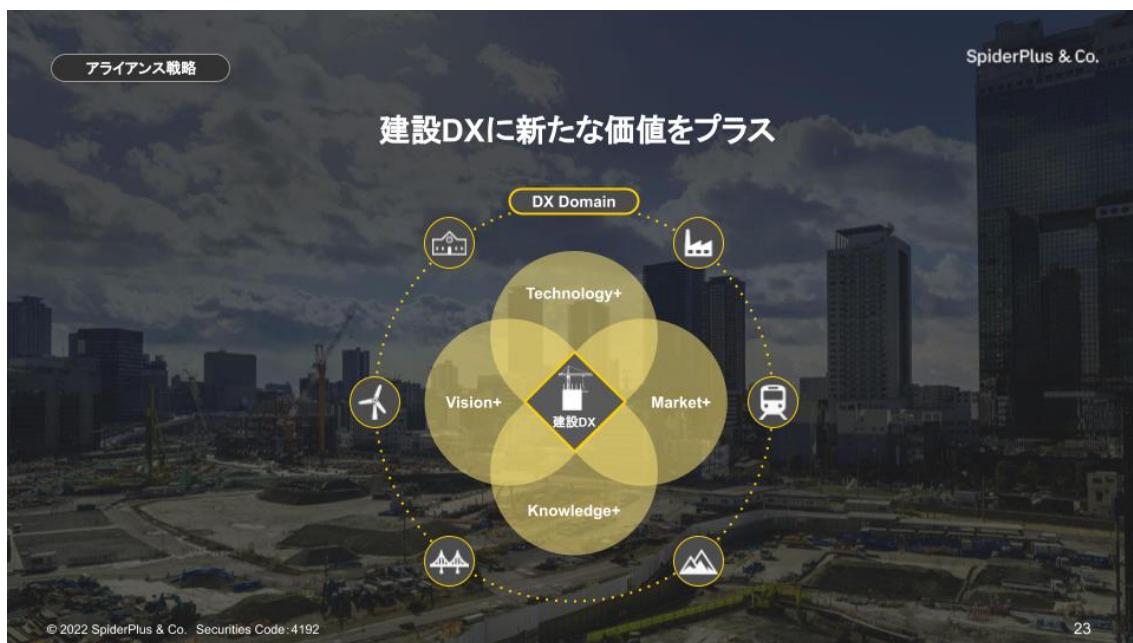 アライアンス戦略
SpiderPlus & Co.
建設DXに新たな価値をプラス
DX Domain
Technology+
Vision+
建設DX
Market+
Knowledge+
© 2022 SpiderPlus & Co. Securities Code:4192
23